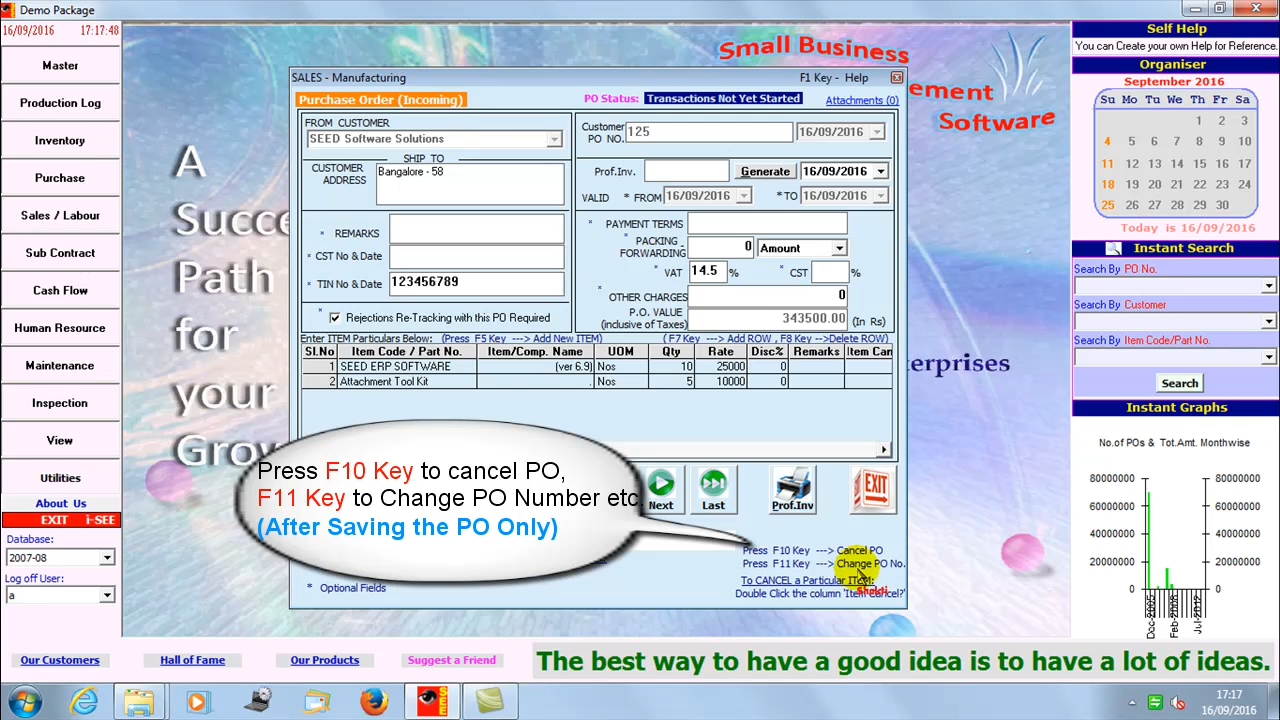 Demo Package
16/09/2016 17:17:48
Master
Production Log
Inventory
Purchase
Sales / Labour
Sub Contract
Cash Flow
Human Resource
Maintenance
Inspection
View
Utilities
About Us
EXIT i-SEE
Database:
2007-08
Log off User:
a
A
Succe
Path
for
your
Grow
Small Business
ement
Software
erprises
SALES - Manufacturing F1 Key - Help
Purchase Order (Incoming) PO Status: Transactions Not Yet Started Attachments (0)
FROM CUSTOMER
SEED Software Solutions
SHIP TO
CUSTOMER
ADDRESS
Bangalore - 58
* REMARKS
* CST No & Date
* TIN No & Date 123456789
* Rejections Re-Tracking with this PO Required
Customer
PO NO. 125 16/09/2016
Prof.Inv. Generate 16/09/2016
VALID * FROM 16/09/2016 * TO 16/09/2016
* PAYMENT TERMS
* PACKING
FORWARDING 0 Amount
* VAT 14.5 % * CST %
* OTHER CHARGES 0
P.O. VALUE
(inclusive of Taxes) 343500.00 (In Rs)
Enter ITEM Particulars Below: (Press F5 Key ---> Add New ITEM) ( F7 Key ---> Add ROW , F8 Key -->Delete ROW)
Sl.No Item Code / Part No. Item/Comp. Name UOM Qty Rate Disc% Remarks Item Can
1 SEED ERP SOFTWARE (ver 6.9) Nos 10 25000 0
2 Attachment Tool Kit . Nos 5 10000 0
Press F10 Key to cancel PO,
F11 Key to Change PO Number etc
(After Saving the PO Only)
Next Last Prof.Inv EXIT
Press F10 Key ---> Cancel PO
Press F11 Key ---> Change PO No.
To CANCEL a Particular ITEM:
Double Click the column 'Item Cancel?'
Shakti
* Optional Fields
Self Help
You can Create your own Help for Reference.
Organiser
September 2016
Su Mo Tu We Th Fr Sa
1 2 3
4 5 6 7 8 9 10
11 12 13 14 15 16 17
18 19 20 21 22 23 24
25 26 27 28 29 30
Today is 16/09/2016
Instant Search
Search By PO No.
Search By Customer
Search By Item Code/Part No.
Search
Instant Graphs
No.of POs & Tot.Amt. Monthwise
80000000 80000000
60000000 60000000
40000000 40000000
20000000 20000000
0 0
Feb-2008
Jul-2012
Our Customers Hall of Fame Our Products Suggest a Friend
The best way to have a good idea is to have a lot of ideas.
17:17
16/09/2016